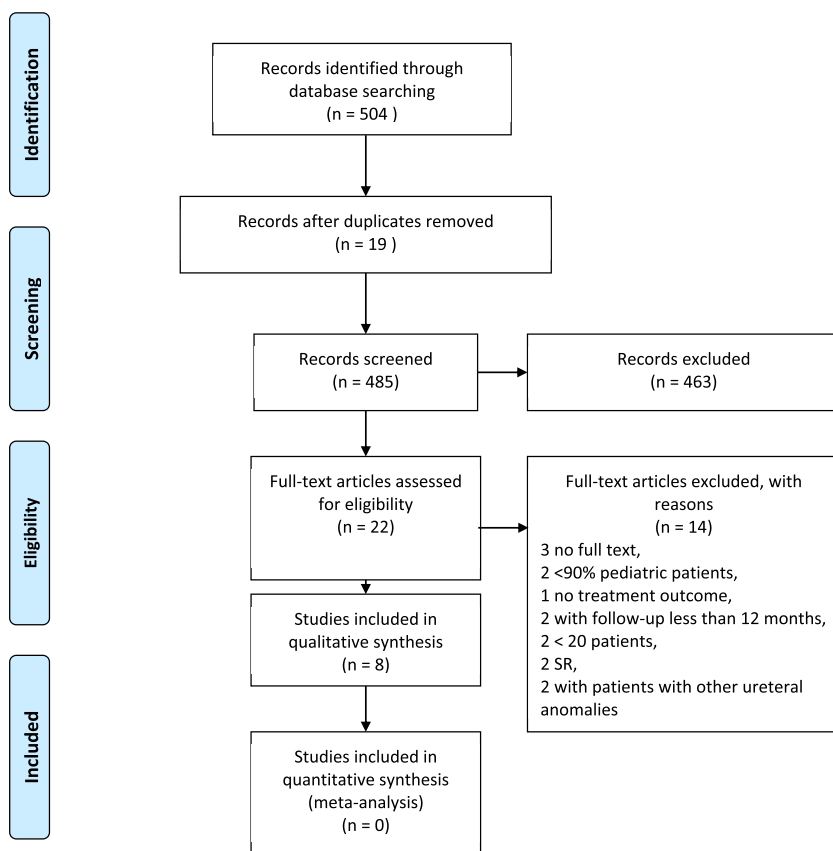 Identification
Records identified through
database searching
(n = 504 )
Records after duplicates removed
(n = 19 )
Screening
Records screened
(n = 485)
Records excluded
(n = 463)
Eligibility
Full-text articles assessed
for eligibility
(n = 22)
Full-text articles excluded, with
reasons
(n = 14)
3 no full text,
2 <90% pediatric patients,
1 no treatment outcome,
2 with follow-up less than 12 months,
2 < 20 patients,
2 SR,
2 with patients with other ureteral
anomalies
Studies included in
qualitative synthesis
(n = 8)
Included
Studies included in
quantitative synthesis
(meta-analysis)
(n = 0)